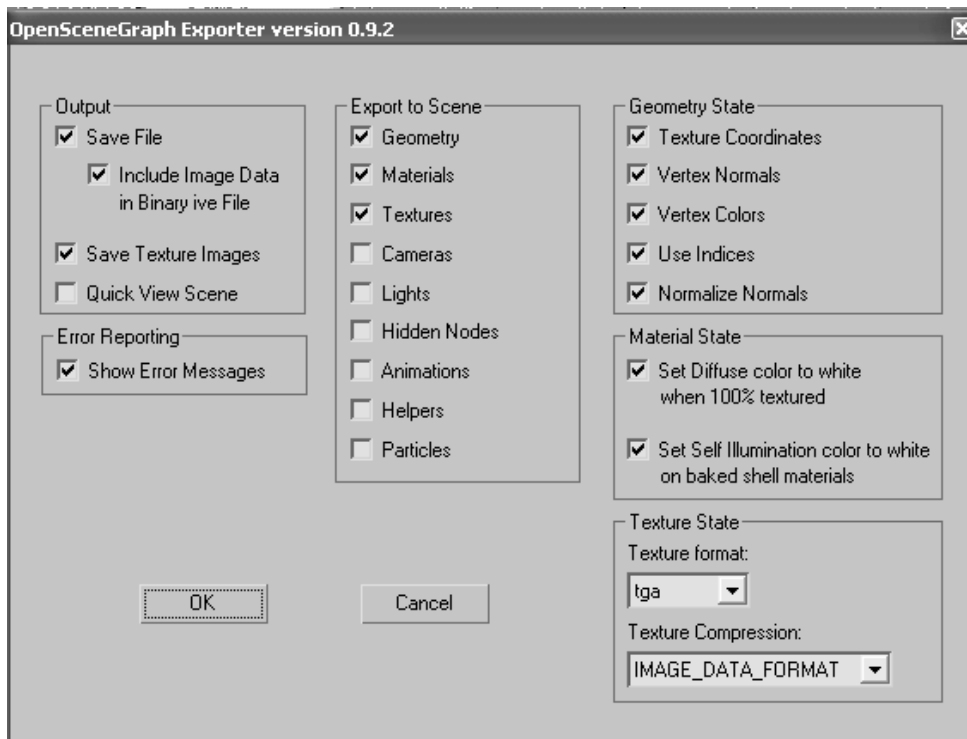 OpenSceneGraph Exporter version 0.9.2
Output
Save File
Include Image Data
in Binary ive File
Save Texture Images
Quick View Scene
Error Reporting
Show Error Messages
Export to Scene
Geometry
Materials
Textures
Cameras
Lights
Hidden Nodes
Animations
Helpers
Particles
Geometry State
Texture Coordinates
Vertex Normals
Vertex Colors
Use Indices
Normalize Normals
Material State
Set Diffuse color to white
when 100% textured
Set Self Illumination color to white
on baked shell materials
Texture State
Texture format:
tga
Texture Compression:
IMAGE_DATA_FORMAT
OK
Cancel